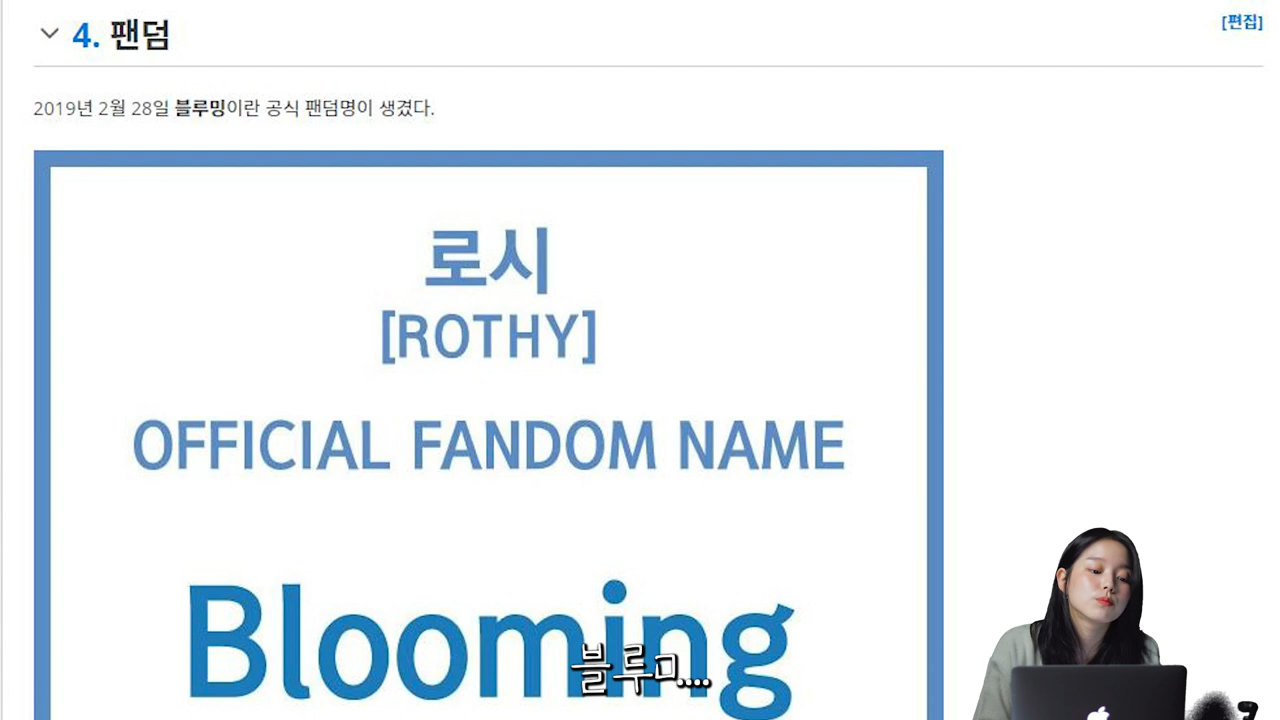 4. 팬덤
[편집]
2019년 2월 28일 블루밍이란 공식 팬덤명이 생겼다.
로시
[ROTHY]
OFFICIAL FANDOM NAME
Blooming
블루ㅁ....